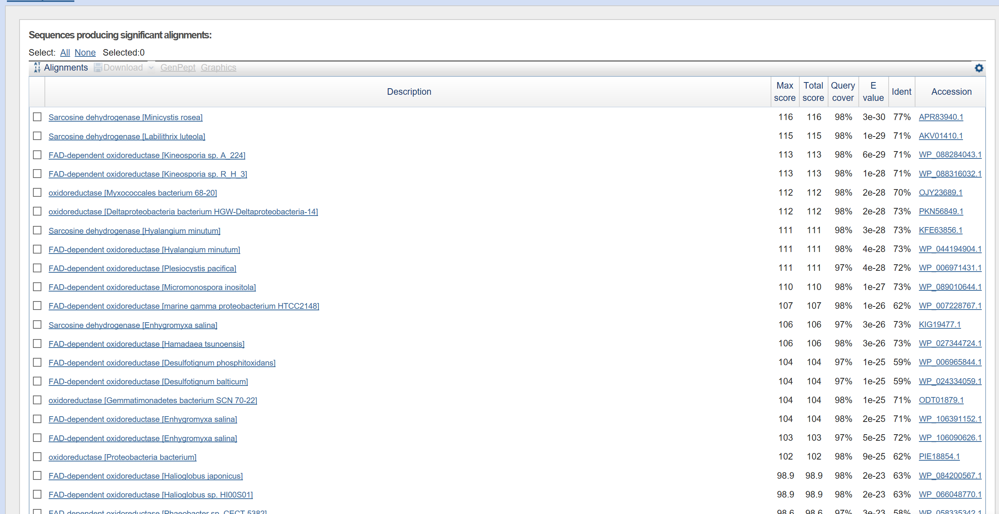 Sequences producing significant alignments:
Select: All None Selected:0
Alignments Download GenPept Graphics
Description Max score Total score Query cover E value Ident Accession
Sarcosine dehydrogenase [Minicystis rosea] 116 116 98% 3e-30 77% APR83940.1
Sarcosine dehydrogenase [Labilithrix luteola] 115 115 98% 1e-29 71% AKV01410.1
FAD-dependent oxidoreductase [Kineosporia sp. A_224] 113 113 98% 6e-29 71% WP_088284043.1
FAD-dependent oxidoreductase [Kineosporia sp. R_H_3] 113 113 98% 1e-28 71% WP_088316032.1
oxidoreductase [Myxococcales bacterium 68-20] 112 112 98% 2e-28 70% OJY23689.1
oxidoreductase [Deltaproteobacteria bacterium HGW-Deltaproteobacteria-14] 112 112 98% 2e-28 73% PKN56849.1
Sarcosine dehydrogenase [Hyalangium minutum] 111 111 98% 3e-28 73% KFE63856.1
FAD-dependent oxidoreductase [Hyalangium minutum] 111 111 98% 4e-28 73% WP_044194904.1
FAD-dependent oxidoreductase [Plesiocystis pacifica] 111 111 97% 4e-28 72% WP_006971431.1
FAD-dependent oxidoreductase [Micromonospora inositola] 110 110 98% 1e-27 73% WP_089010644.1
FAD-dependent oxidoreductase [marine gamma proteobacterium HTCC2148] 107 107 98% 1e-26 62% WP_007228767.1
Sarcosine dehydrogenase [Enhygromyxa salina] 106 106 97% 3e-26 73% KIG19477.1
FAD-dependent oxidoreductase [Hamadaea tsunoensis] 106 106 98% 3e-26 73% WP_027344724.1
FAD-dependent oxidoreductase [Desulfotignum phosphitoxidans] 104 104 97% 1e-25 59% WP_006965844.1
FAD-dependent oxidoreductase [Desulfotignum balticum] 104 104 97% 1e-25 59% WP_024334059.1
oxidoreductase [Gemmatimonadetes bacterium SCN 70-22] 104 104 98% 1e-25 71% ODT01879.1
FAD-dependent oxidoreductase [Enhygromyxa salina] 104 104 98% 2e-25 71% WP_106391152.1
FAD-dependent oxidoreductase [Enhygromyxa salina] 103 103 97% 5e-25 72% WP_106090626.1
oxidoreductase [Proteobacteria bacterium] 102 102 98% 9e-25 62% PIE18854.1
FAD-dependent oxidoreductase [Halioglobus japonicus] 98.9 98.9 98% 2e-23 63% WP_084200567.1
FAD-dependent oxidoreductase [Halioglobus sp. HI00S01] 98.9 98.9 98% 2e-23 63% WP_066048770.1
FAD-dependent oxidoreductase [Phaeobacter sp. CECT 5382] 98.6 98.6 97% 3e-23 58% WP_058335342.1